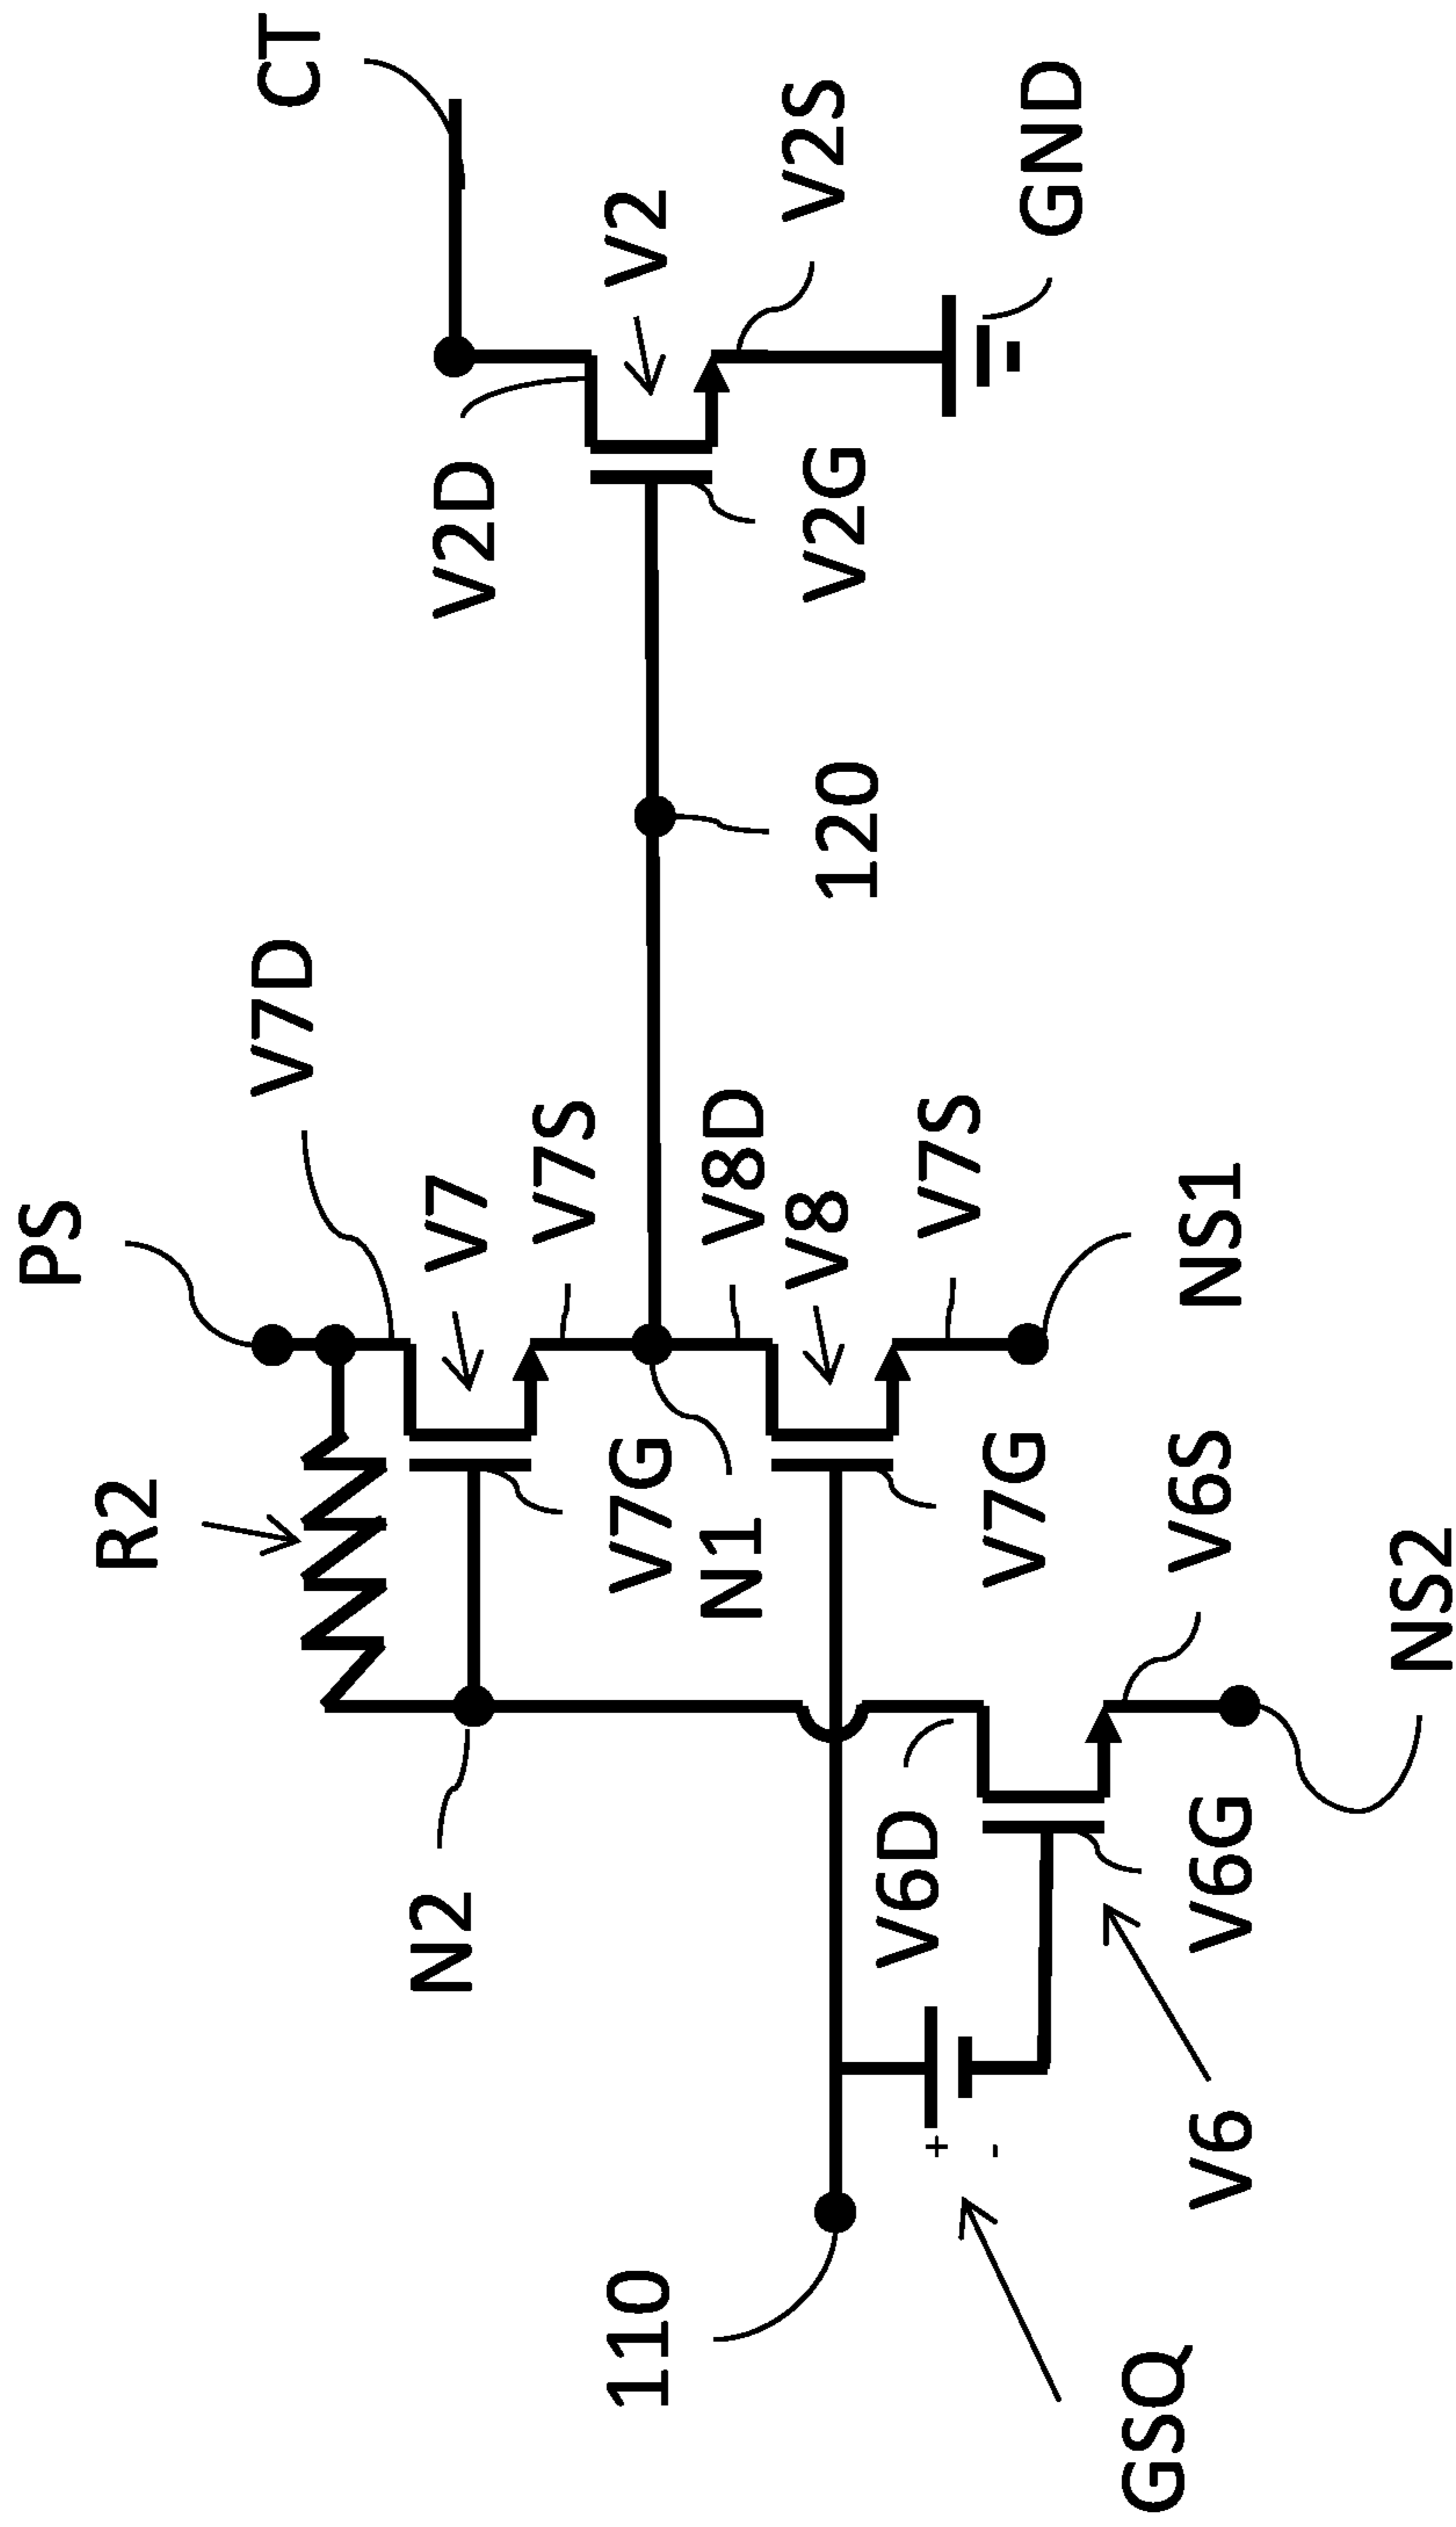 PS
R2
V7D
CT
N2
V7
V2D
V7S
110
V7G
V2
N1
V8D
V8
V2G
V2S
120
V6D
+
V7S
-
V7G
GND
GSQ
V6S
NS1
V6
V6G
NS2